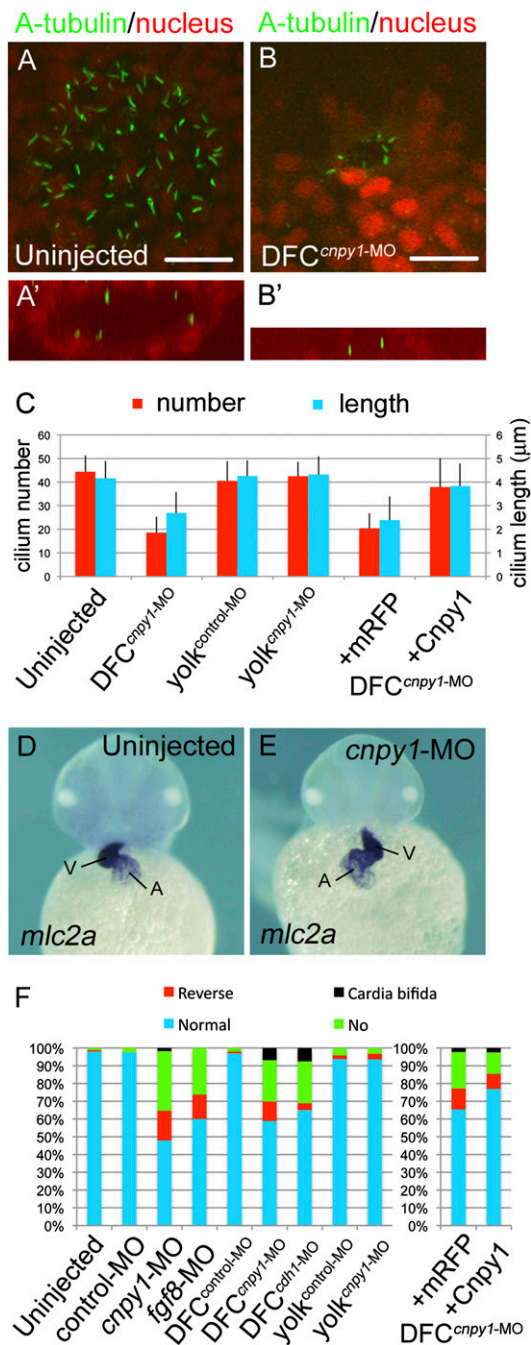 A-tubulin/nucleus A-tubulin/nucleus
A B
Uninjected DFCcnpy1-MO
A' B'
C
number length
cilium number
60
50
40
30
20
10
0
cilium length (μm)
6
5
4
3
2
1
0
Uninjected
DFCcnpy1-MO
yolkcontrol-MO
yolkcnpy1-MO
+mRFP
+Cnpy1
DFCcnpy1-MO
D Uninjected
V
A
mlc2a
E cnpy1-MO
V
A
mlc2a
F
Reverse Cardia bifida
Normal No
100%
90%
80%
70%
60%
50%
40%
30%
20%
10%
0%
Uninjected
control-MO
cnpy1-MO
fgf8-MO
DFCcontrol-MO
DFCcnpy1-MO
DFCcdh1-MO
yolkcontrol-MO
yolkcnpy1-MO
100%
90%
80%
70%
60%
50%
40%
30%
20%
10%
0%
+mRFP
+Cnpy1
DFCcnpy1-MO